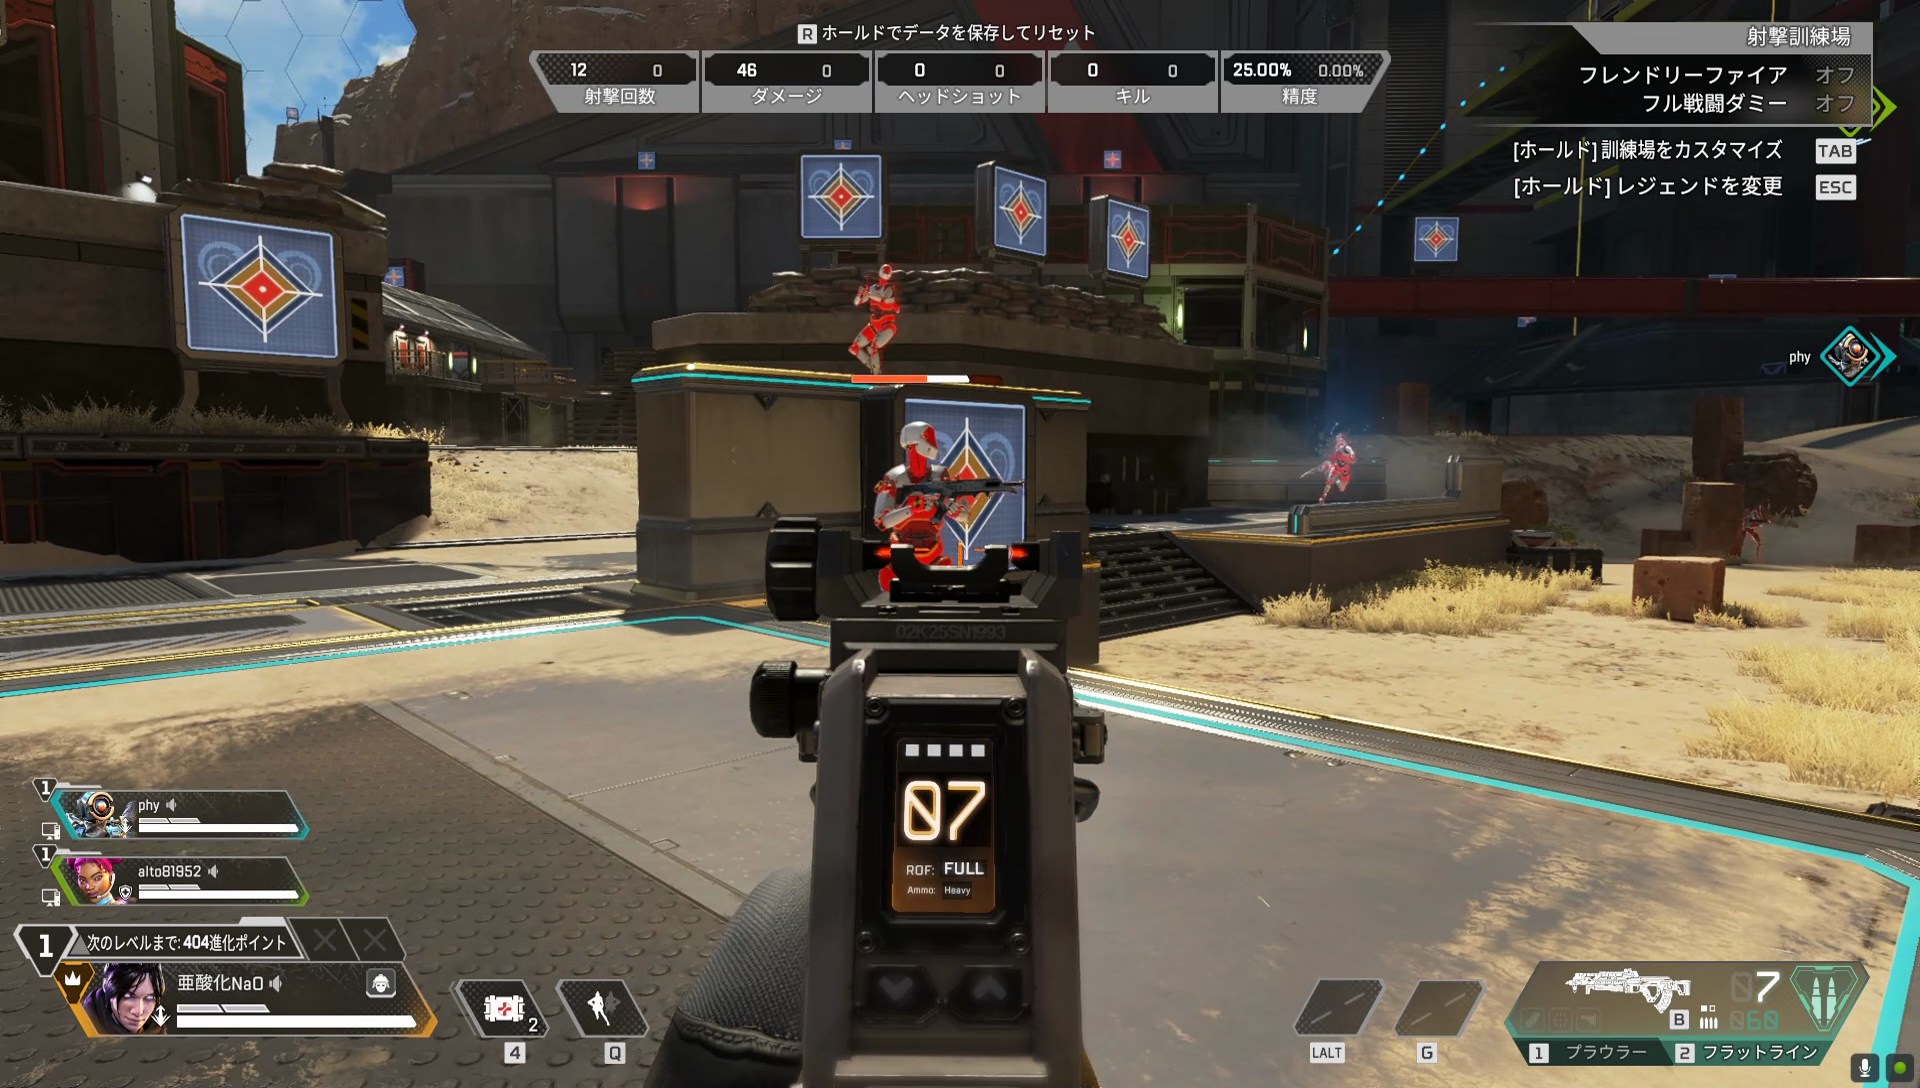 R ホールドでデータを保存してリセット
12 0
射撃回数
46 0
ダメージ
0 0
ヘッドショット
0 0
キル
25.00% 0.00%
精度
射撃訓練場
フレンドリーファイア オフ
フル戦闘ダミー オフ
[ホールド]訓練場をカスタマイズ TAB
[ホールド]レジェンドを変更 ESC
phy
02K25SN1993
07
ROF: FULL
Ammo: Heavy
1
phy
1
alto81952
1
次のレベルまで:404進化ポイント
亜酸化NaO
2
4
Q
LALT
G
07
B
060
1 プラウラー
2 フラットライン